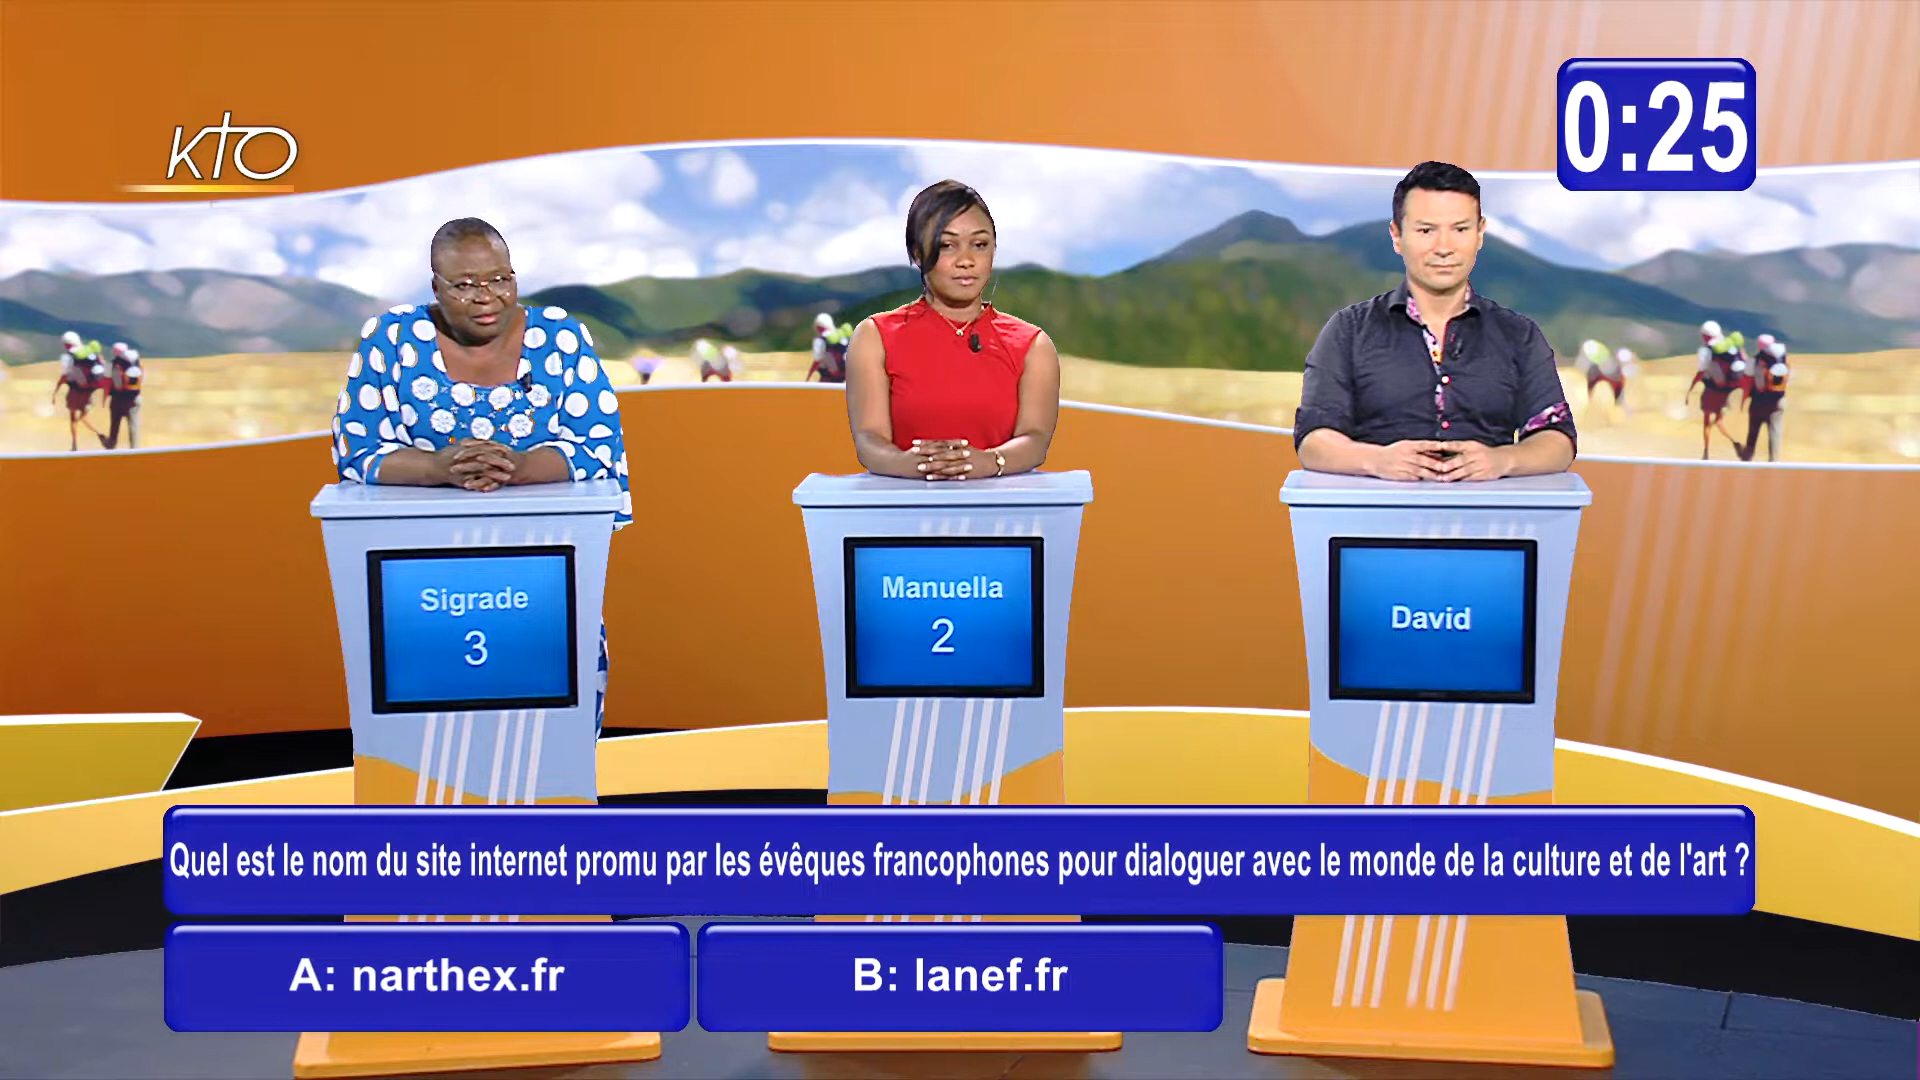 KTO
0:25
Sigrade
3
Manuella
2
David
Quel est le nom du site internet promu par les évêques francophones pour dialoguer avec le monde de la culture et de l'art ?
A: narthex.fr
B: lanef.fr